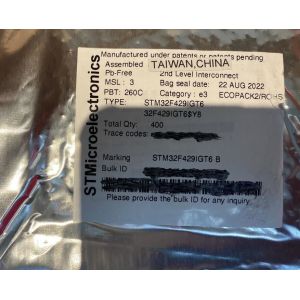 Manufactured under patents or patents pending
Assembled TAIWAN,CHINA
Pb-Free 2nd Level Interconnect
MSL: 3 Bag seal date: 22 AUG 2022
PBT: 260C Category: e3 ECOPACK2/ROHS
TYPE: STM32F429IGT6
32F429IGT6$Y8
Total Qty: 400
Trace codes:
Marking STM32F429IGT6 B
Bulk ID
Please provide the bulk ID for any inquiry
STMicroelectronics